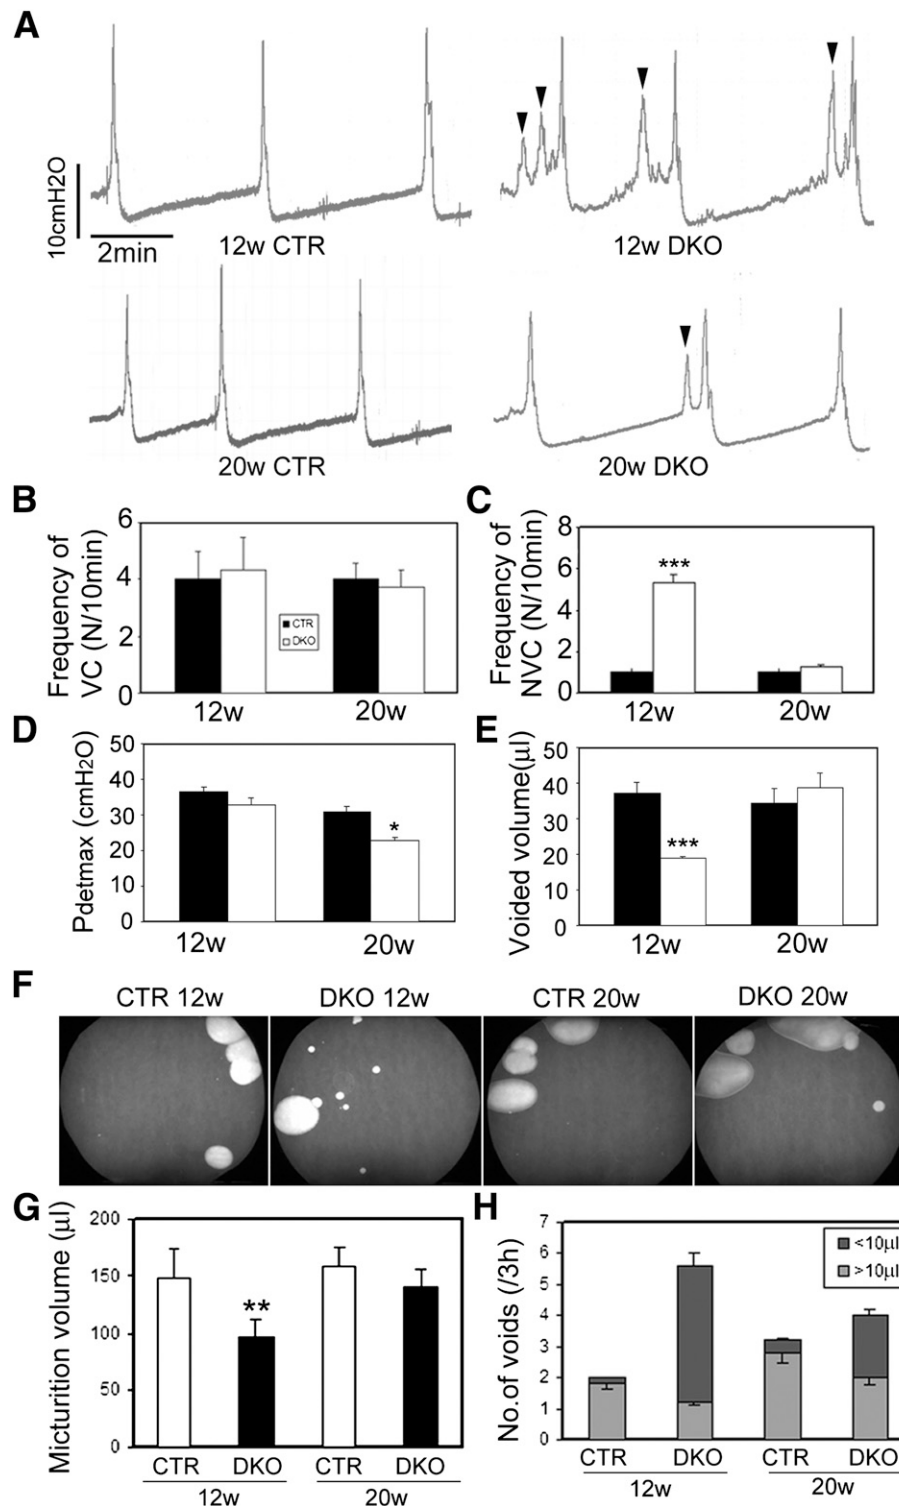 A
10cmH2O
2min
12w CTR
12w DKO
20w CTR
20w DKO
B
Frequency of
VC (N/10min)
6
4
2
0
CTR
DKO
12w
20w
C
Frequency of
NVC (N/10min)
8
6
4
2
0
***
12w
20w
D
Pdetmax (cmH2O)
50
40
30
20
10
0
*
12w
20w
E
Voided volume(µl)
50
40
30
20
10
0
***
12w
20w
F
CTR 12w
DKO 12w
CTR 20w
DKO 20w
G
Micturition volume (µl)
200
150
100
50
0
**
CTR
DKO
CTR
DKO
12w
20w
H
No.of voids (/3h)
7
6
5
4
3
2
1
0
<10µl
>10µl
CTR
DKO
CTR
DKO
12w
20w